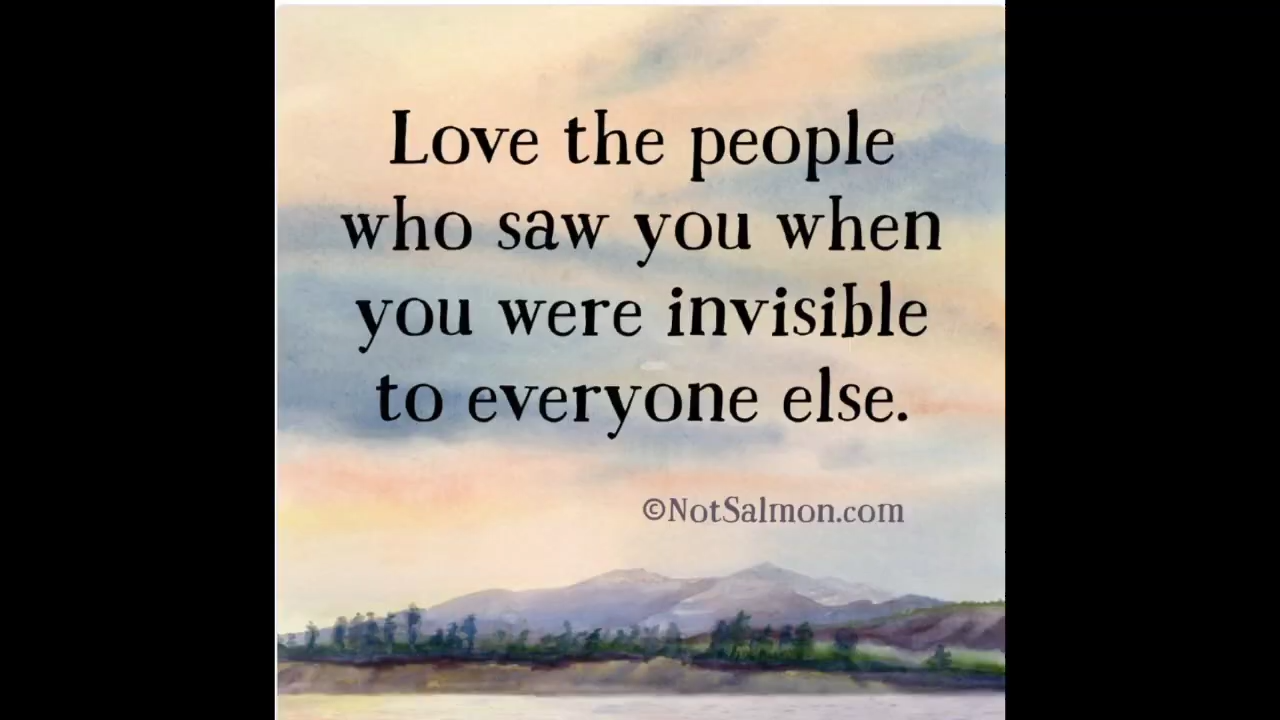 Love the people
who saw you when
you were invisible
to everyone else.
©NotSalmon.com